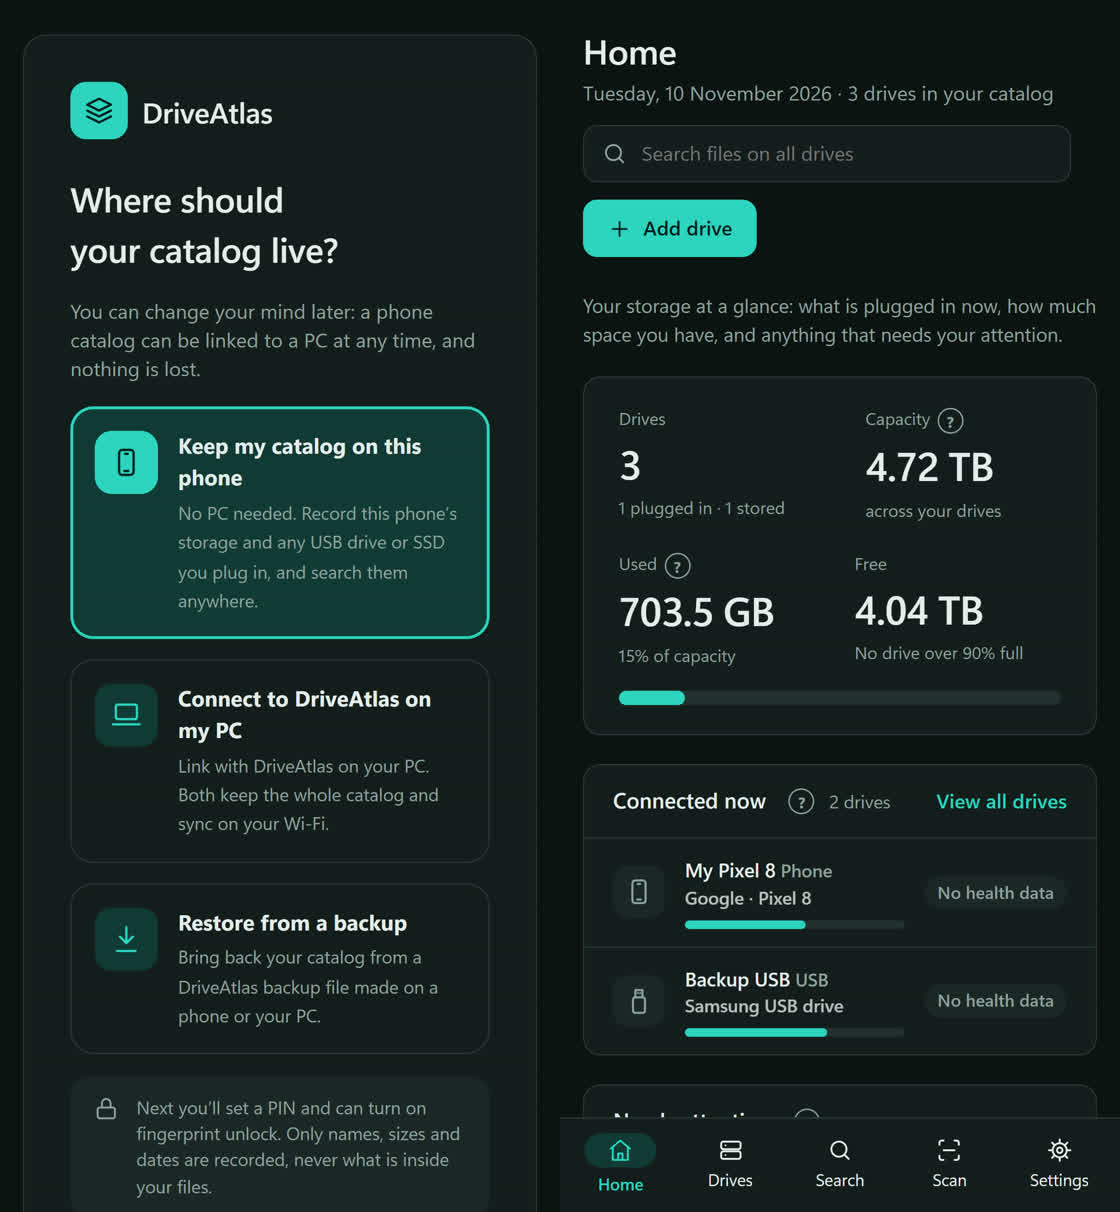 DriveAtlas
Where should
your catalog live?
You can change your mind later: a phone
catalog can be linked to a PC at any time, and
nothing is lost.
Keep my catalog on this
phone
No PC needed. Record this phone's
storage and any USB drive or SSD
you plug in, and search them
anywhere.
Connect to DriveAtlas on
my PC
Link with DriveAtlas on your PC.
Both keep the whole catalog and
sync on your Wi-Fi.
Restore from a backup
Bring back your catalog from a
DriveAtlas backup file made on a
phone or your PC.
Next you'll set a PIN and can turn on
fingerprint unlock. Only names, sizes and
dates are recorded, never what is inside
your files.
Home
Tuesday, 10 November 2026 · 3 drives in your catalog
Search files on all drives
+ Add drive
Your storage at a glance: what is plugged in now, how much
space you have, and anything that needs your attention.
Drives
3
1 plugged in · 1 stored
Capacity ?
4.72 TB
across your drives
Used ?
703.5 GB
15% of capacity
Free
4.04 TB
No drive over 90% full
Connected now ? 2 drives View all drives
My Pixel 8 Phone
Google · Pixel 8
No health data
Backup USB USB
Samsung USB drive
No health data
Home Drives Search Scan Settings